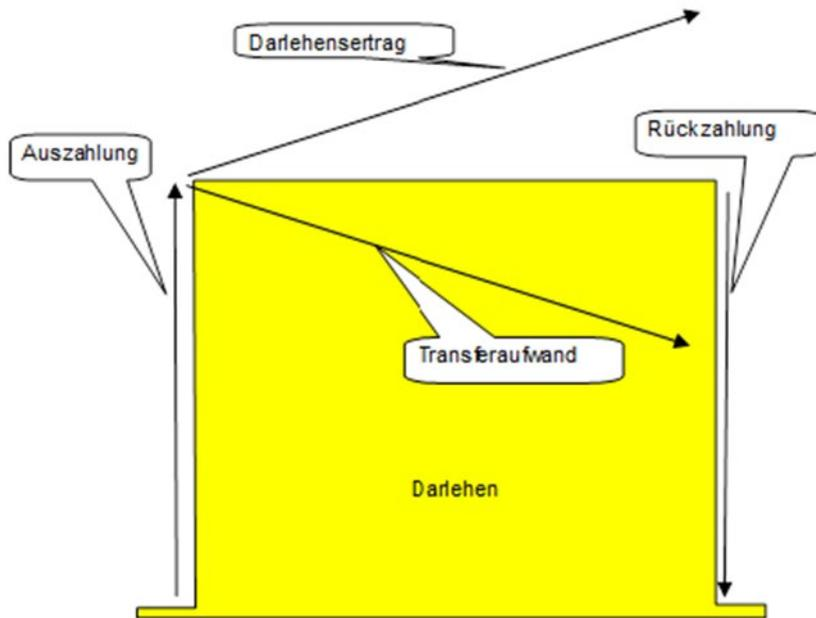 Darlehensertrag
Auszahlung
Rückzahlung
Transferaufwand
Darlehen